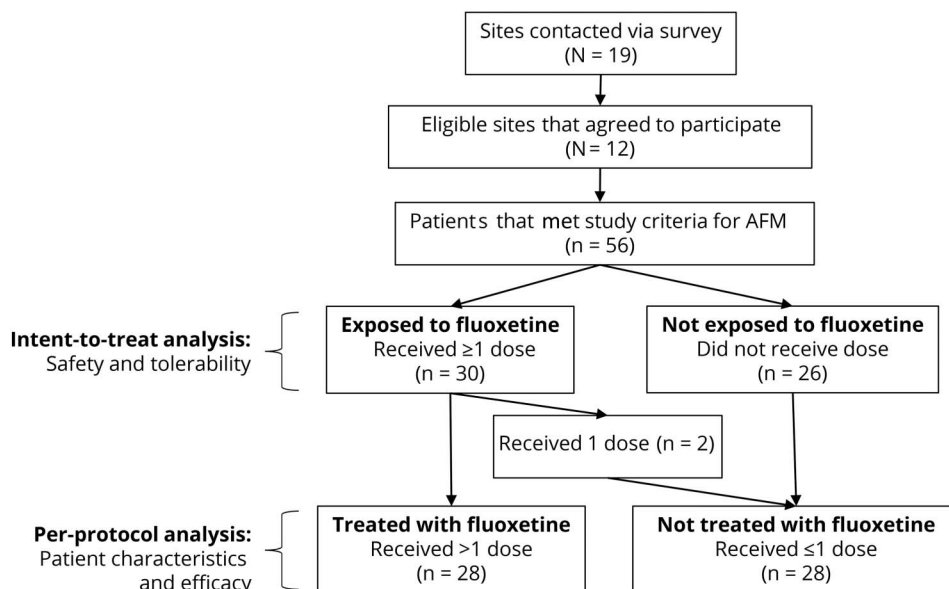 Sites contacted via survey
(N = 19)
Eligible sites that agreed to participate
(N = 12)
Patients that met study criteria for AFM
(n = 56)
Intent-to-treat analysis:
Safety and tolerability
Exposed to fluoxetine
Received ≥1 dose
(n = 30)
Not exposed to fluoxetine
Did not receive dose
(n = 26)
Received 1 dose (n = 2)
Per-protocol analysis:
Patient characteristics
and efficacy
Treated with fluoxetine
Received >1 dose
(n = 28)
Not treated with fluoxetine
Received ≤1 dose
(n = 28)